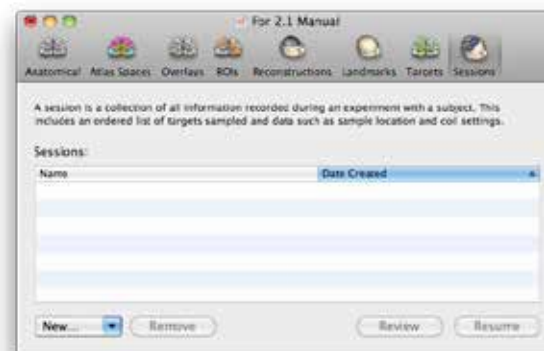 For 2.1 Manual
Anatomical Atlas Spaces Overlays ROIs Reconstructions Landmarks Targets Sessions
A session is a collection of all information recorded during an experiment with a subject. This
includes an ordered list of targets sampled and data such as sample location and coil settings.
Sessions:
Name Date Created
New... Remove Review Resume